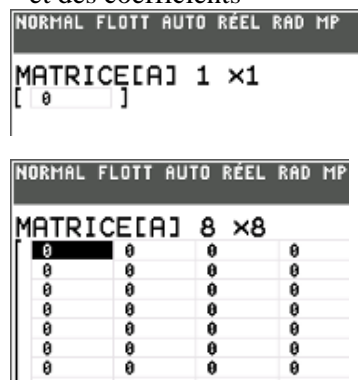 et des coefficients
NORMAL FLOTT AUTO RÉEL RAD MP
MATRICE[A] 1 ×1
[ 0 ]
NORMAL FLOTT AUTO RÉEL RAD MP
MATRICE[A] 8 ×8
[ 0 0 0 0
0 0 0 0
0 0 0 0
0 0 0 0
0 0 0 0
0 0 0 0
0 0 0 0